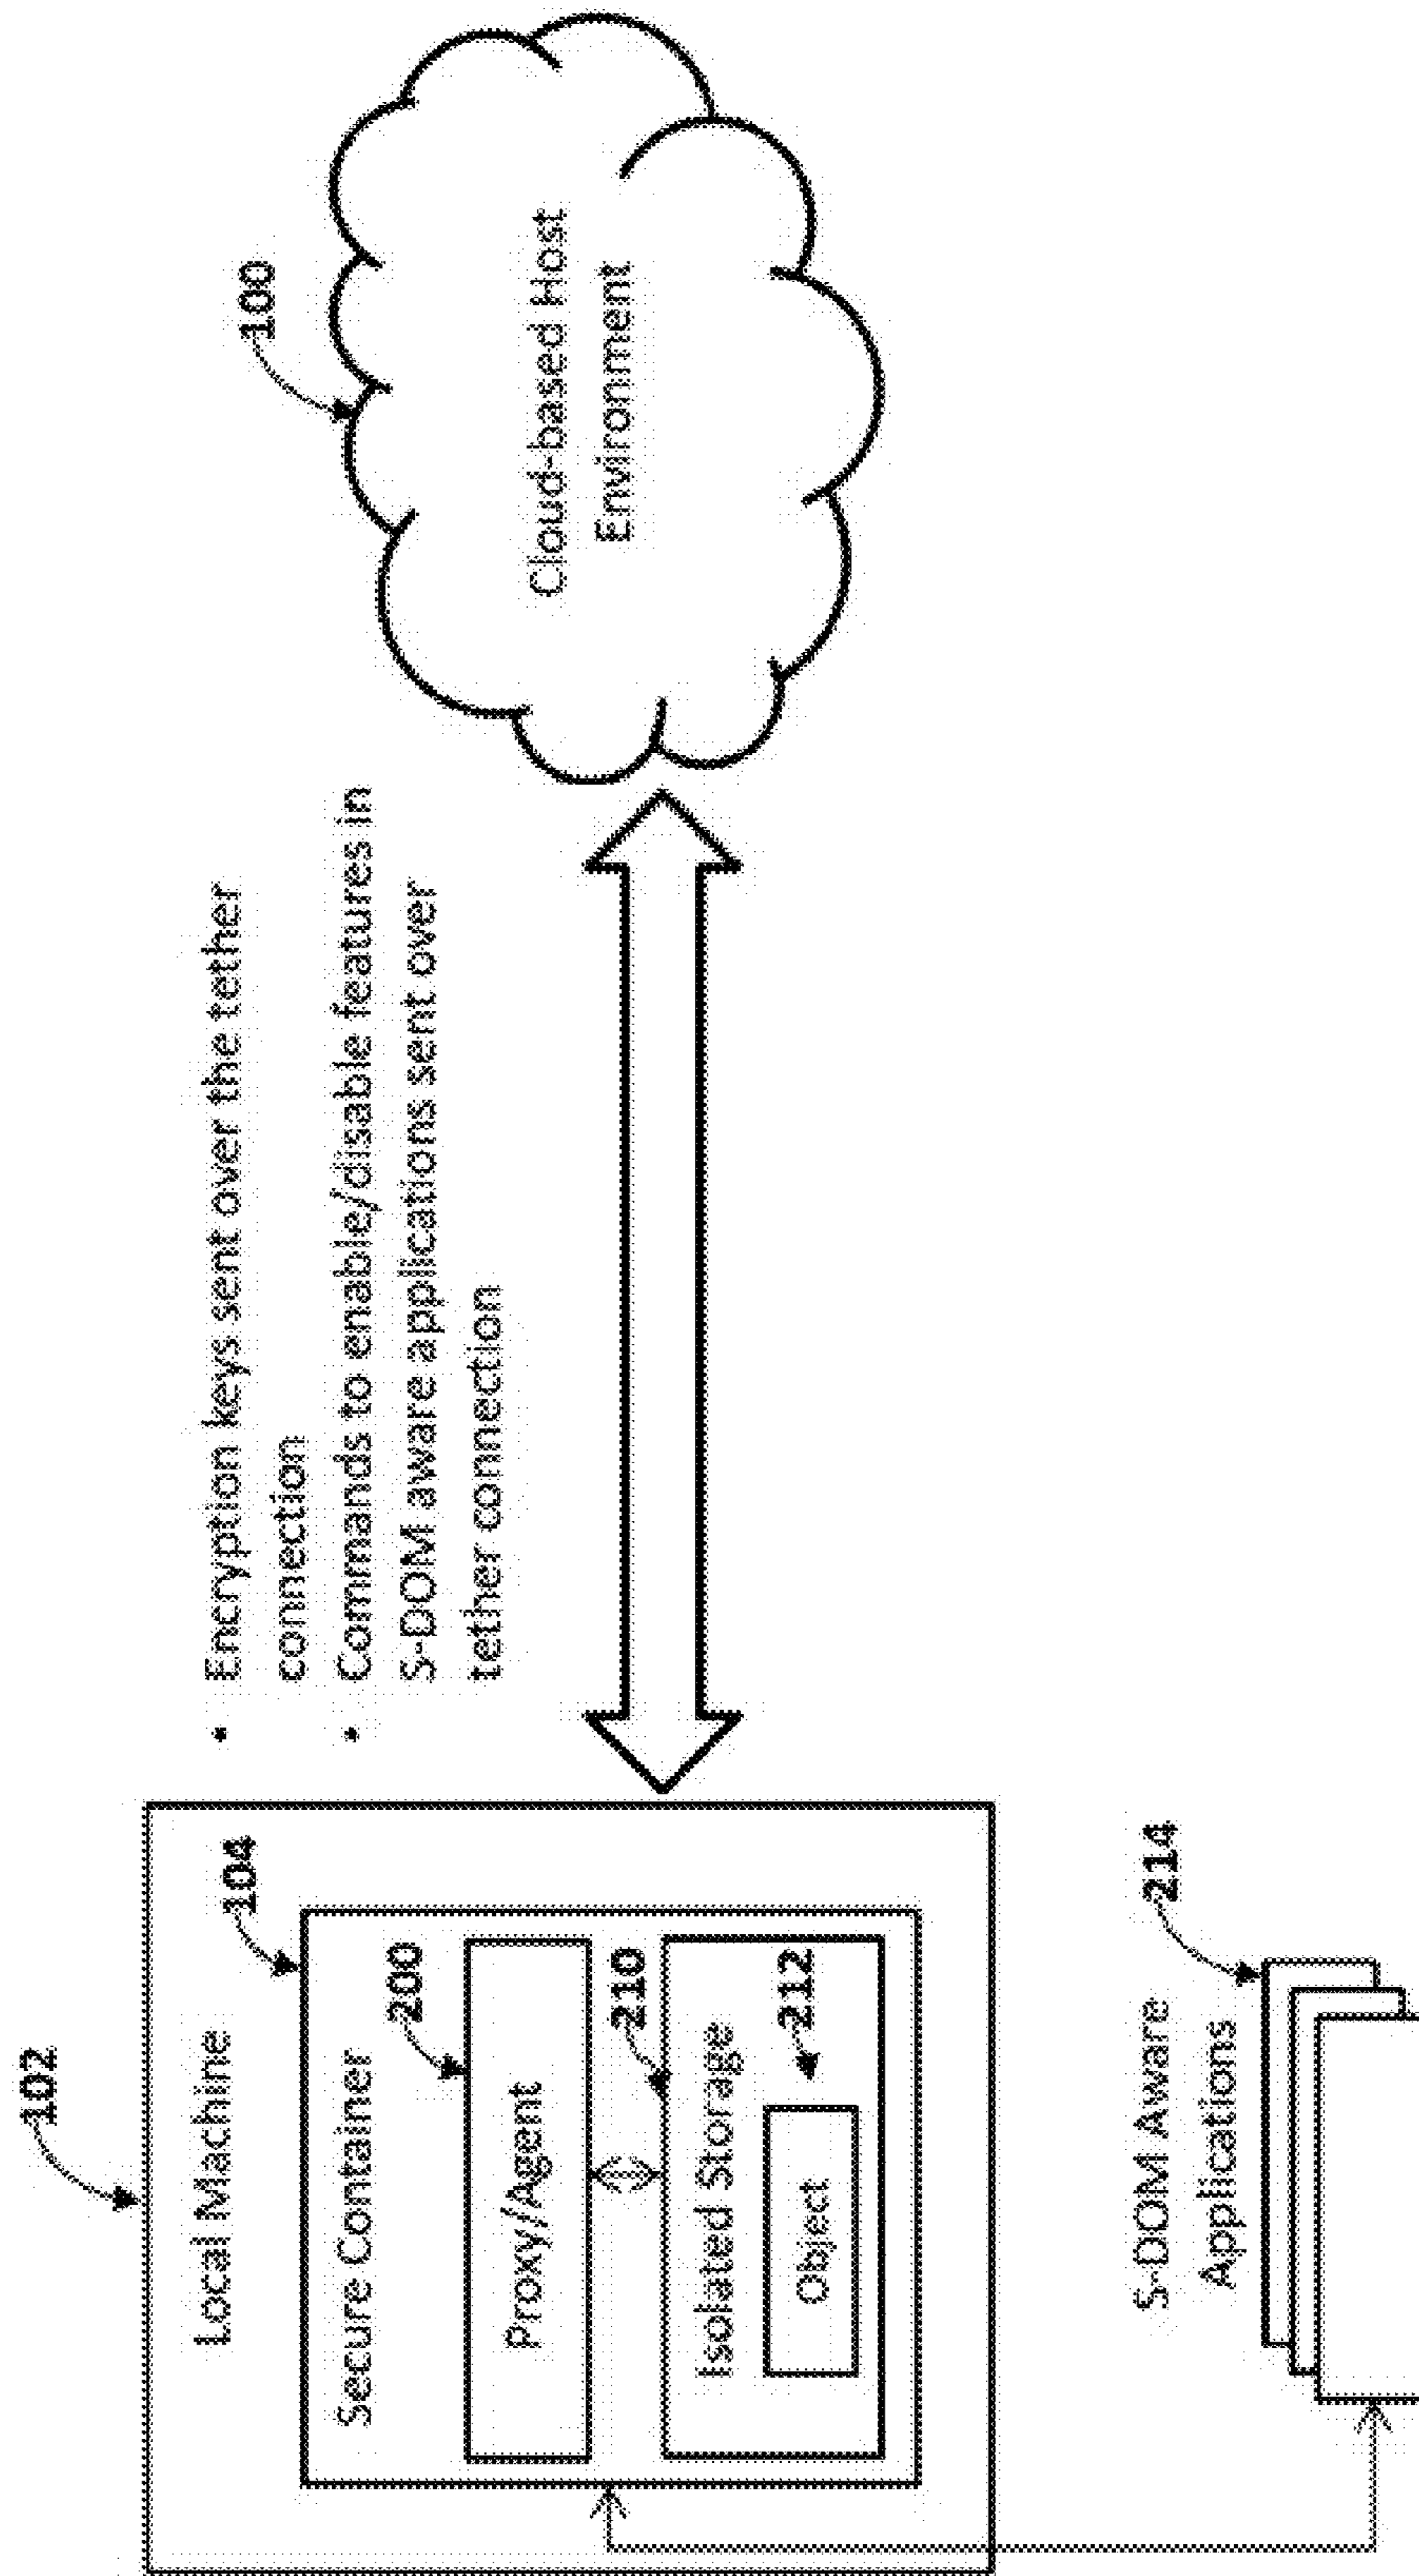 102
Local Machine
104
Secure Container
200
Proxy/Agent
210
Isolated Storage
212
Object
• Encryption keys sent over the tether
connection
• Commands to enable/disable features in
S-DOM aware applications sent over
tether connection
100
Cloud-based Host
Environment
S-DOM Aware
Applications
214